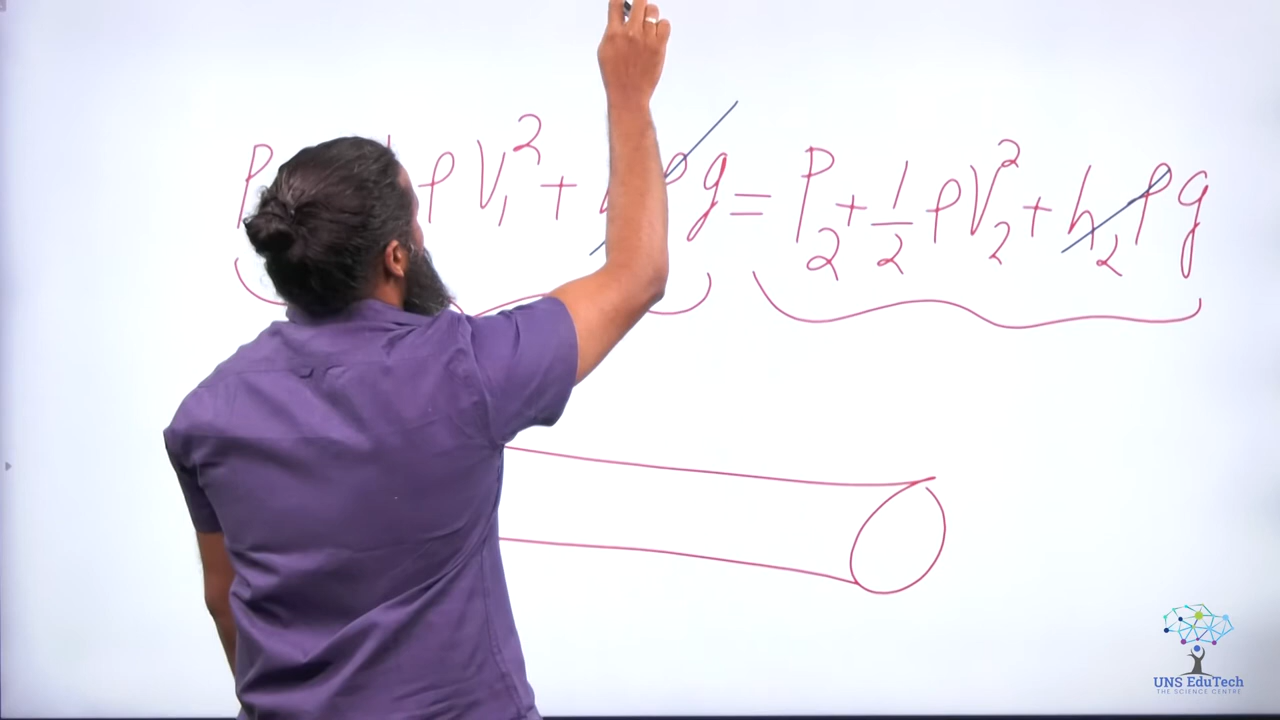 P ρV₁² + h ρg = P₂ + 1/2 ρV₂² + h₂ρg
UNS EduTech
THE SCIENCE CENTRE